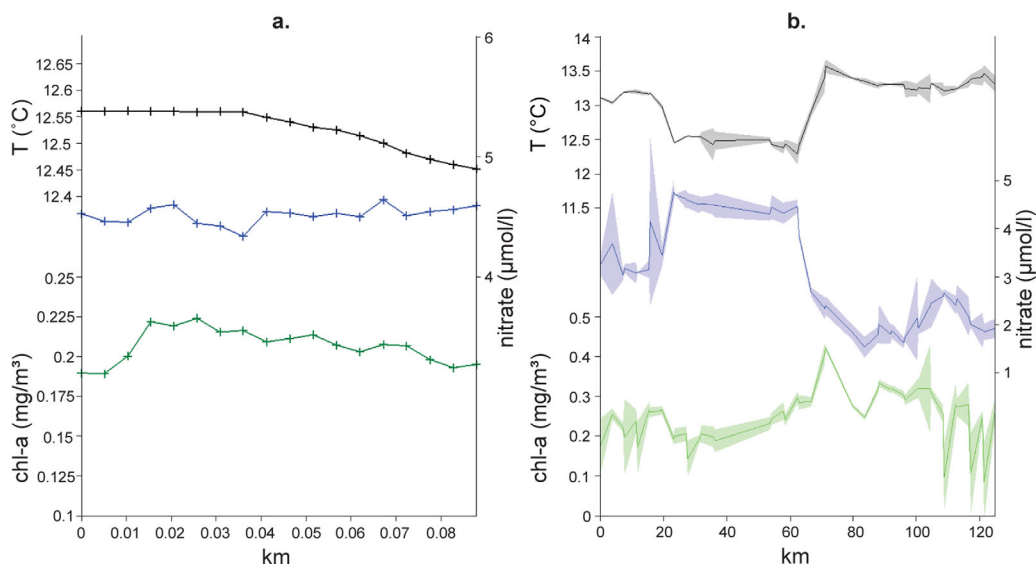 a.
12.65
12.6
12.55
12.5
12.45
12.4
T (°C)
0.25
0.225
0.2
0.175
0.15
0.125
0.1
chl-a (mg/m³)
6
5
4
nitrate (μmol/l)
0 0.01 0.02 0.03 0.04 0.05 0.06 0.07 0.08
km
b.
14
13.5
13
12.5
12
11.5
T (°C)
0.5
0.4
0.3
0.2
0.1
0
chl-a (mg/m³)
5
4
3
2
1
nitrate (μmol/l)
0 20 40 60 80 100 120
km